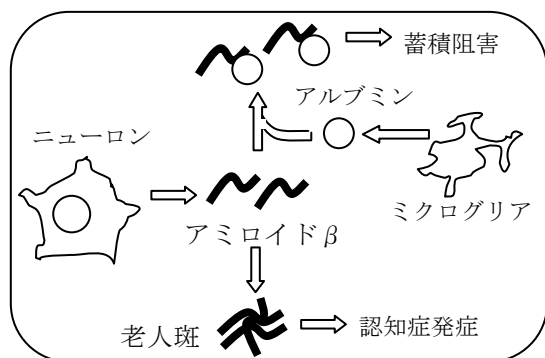 蓄積阻害
アルブミン
ニューロン
ミクログリア
アミロイドβ
老人斑
認知症発症